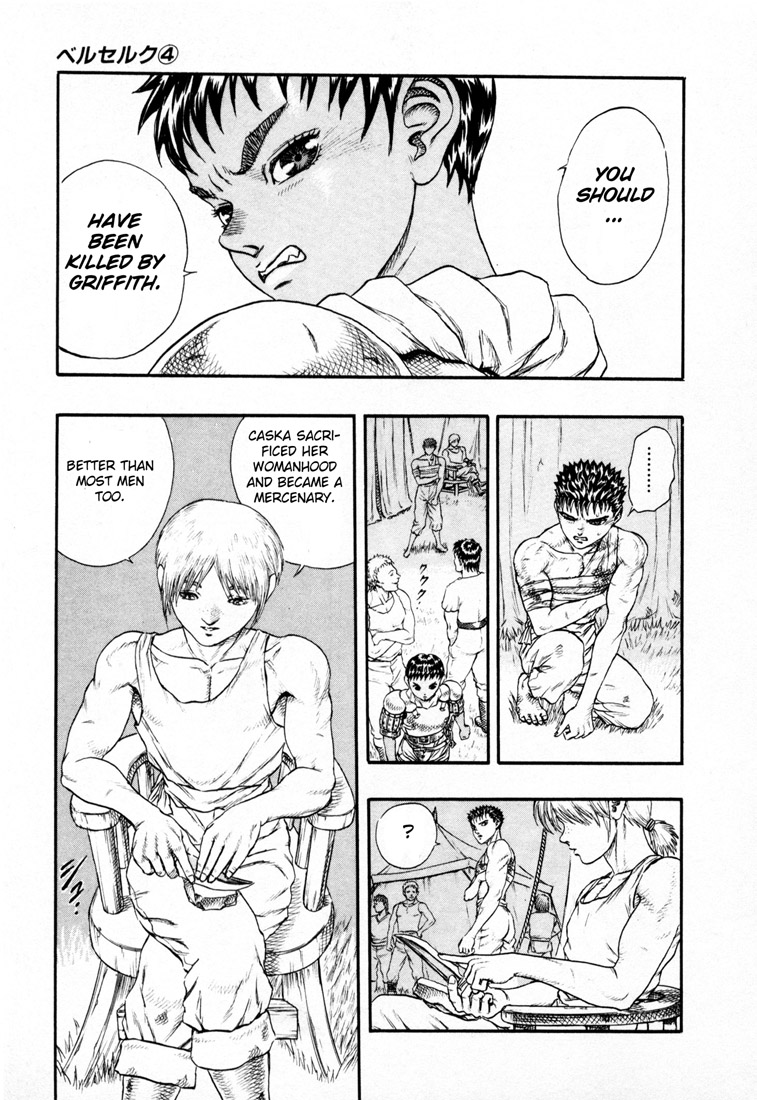 ベルセルク④
YOU
SHOULD
...
HAVE
BEEN
KILLED BY
GRIFFITH.
........
ククク...
?
CASKA SACRI-
FICED HER
WOMANHOOD
AND BECAME A
MERCENARY.
BETTER THAN
MOST MEN
TOO.